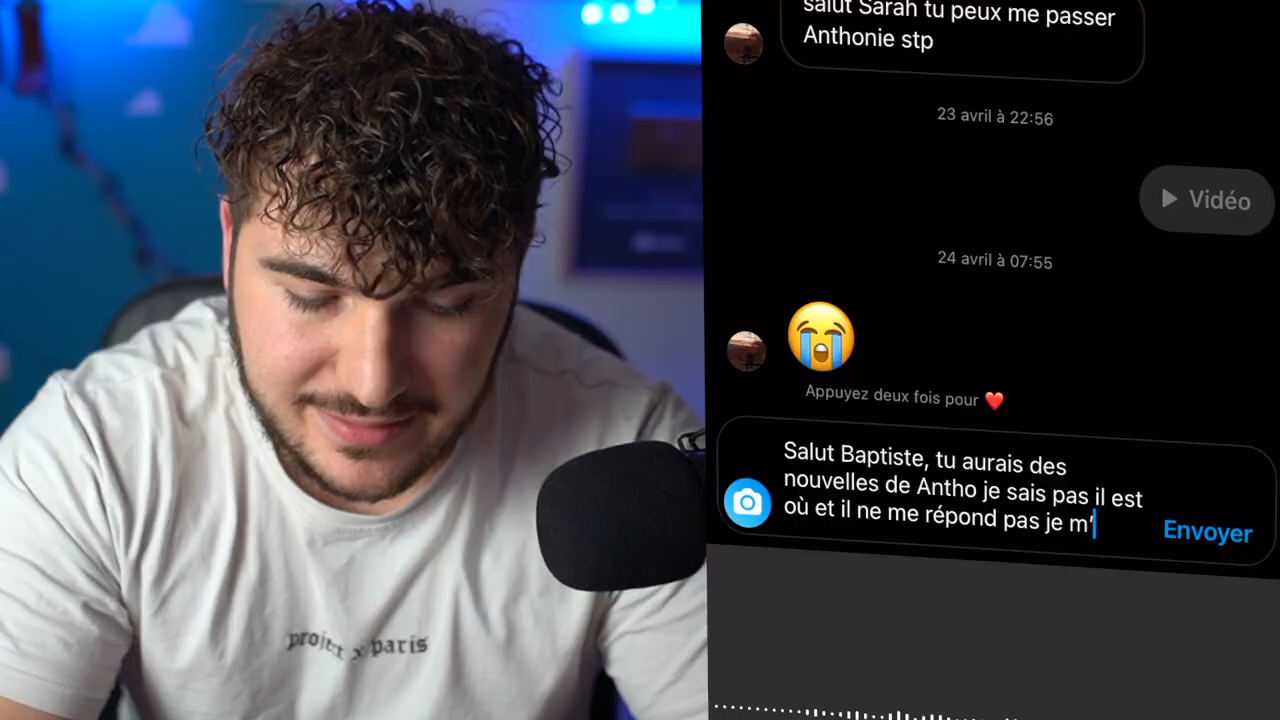 salut Sarah tu peux me passer
Anthonie stp
23 avril à 22:56
Vidéo
24 avril à 07:55
Appuyez deux fois pour ❤️
Salut Baptiste, tu aurais des
nouvelles de Antho je sais pas il est
où et il ne me répond pas je m’
Envoyer
project x paris